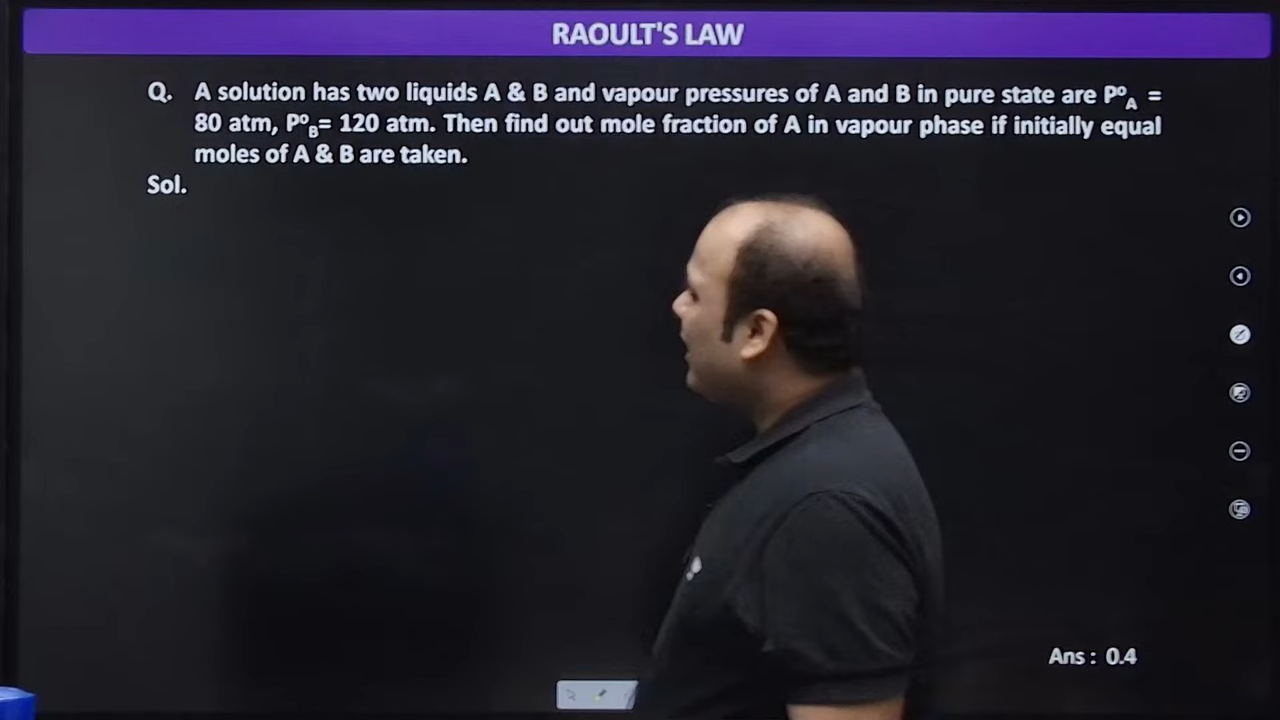 RAOULT'S LAW
Q. A solution has two liquids A & B and vapour pressures of A and B in pure state are P°A =
80 atm, P°B= 120 atm. Then find out mole fraction of A in vapour phase if initially equal
moles of A & B are taken.
Sol.
Ans : 0.4